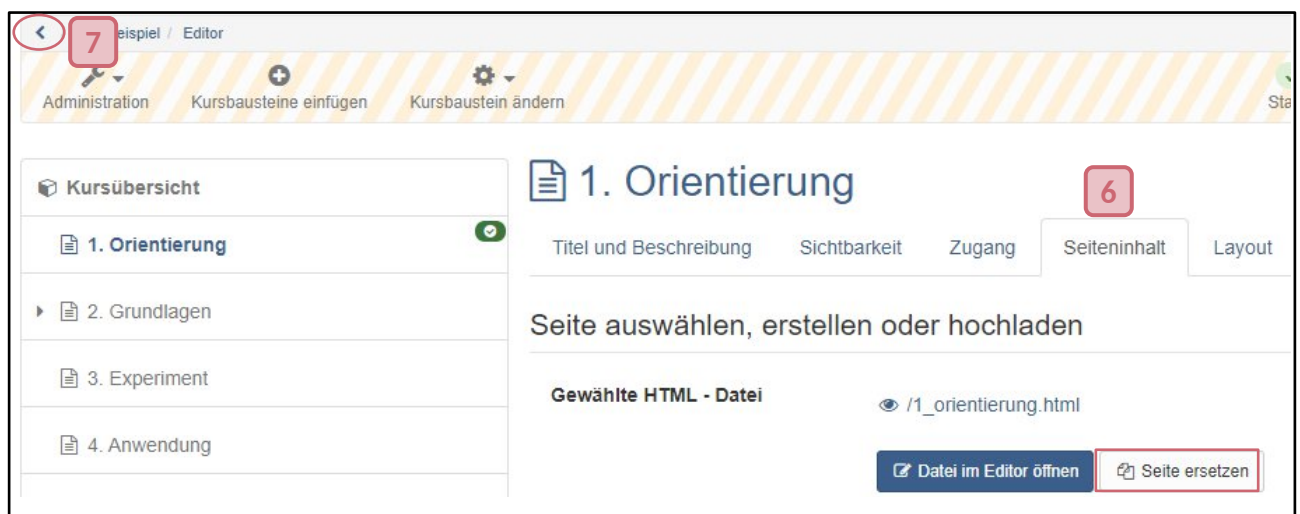 7 eispiel / Editor
Administration Kursbausteine einfügen Kursbaustein ändern Sta
Kursübersicht
1. Orientierung
2. Grundlagen
3. Experiment
4. Anwendung
1. Orientierung
6
Titel und Beschreibung Sichtbarkeit Zugang Seiteninhalt Layout
Seite auswählen, erstellen oder hochladen
Gewählte HTML - Datei /1_orientierung.html
Datei im Editor öffnen Seite ersetzen